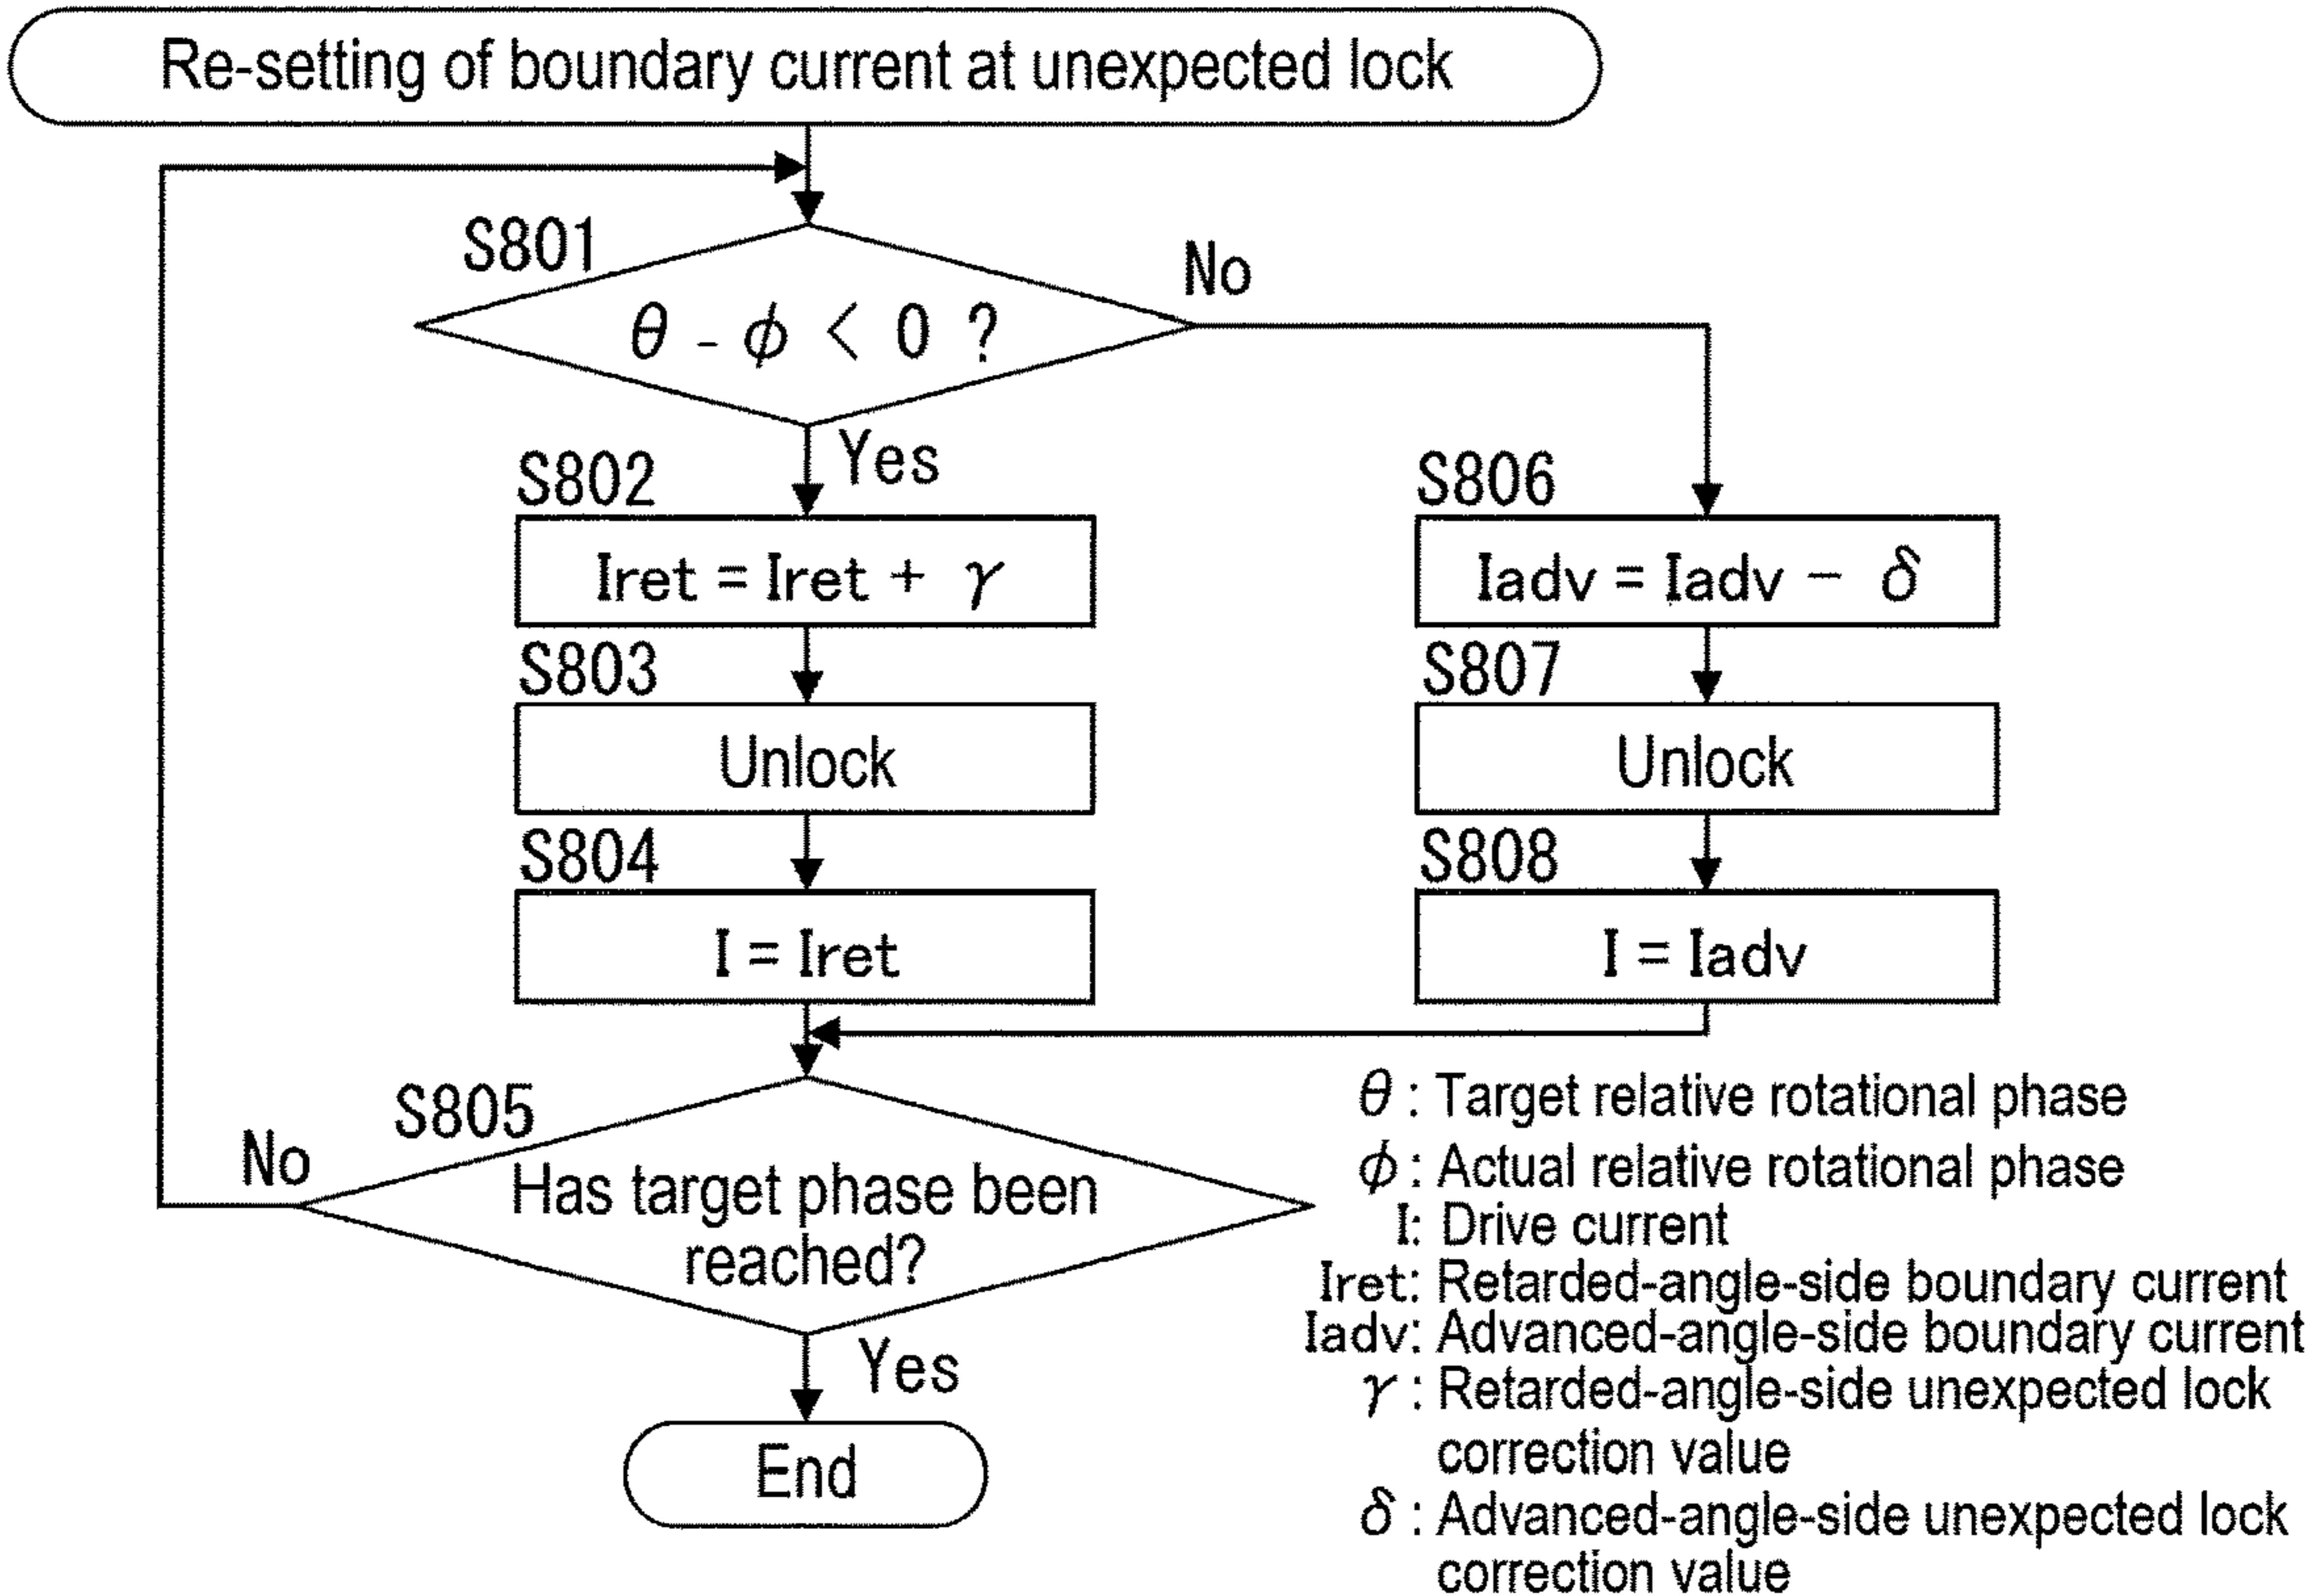 Re-setting of boundary current at unexpected lock
S801
No
θ - ϕ < 0 ?
Yes
S802
Iret = Iret + γ
S803
Unlock
S804
I = Iret
S806
Iadv = Iadv − δ
S807
Unlock
S808
I = Iadv
S805
No
Has target phase been
reached?
Yes
End
θ : Target relative rotational phase
ϕ : Actual relative rotational phase
I: Drive current
Iret: Retarded-angle-side boundary current
Iadv: Advanced-angle-side boundary current
γ : Retarded-angle-side unexpected lock
correction value
δ : Advanced-angle-side unexpected lock
correction value